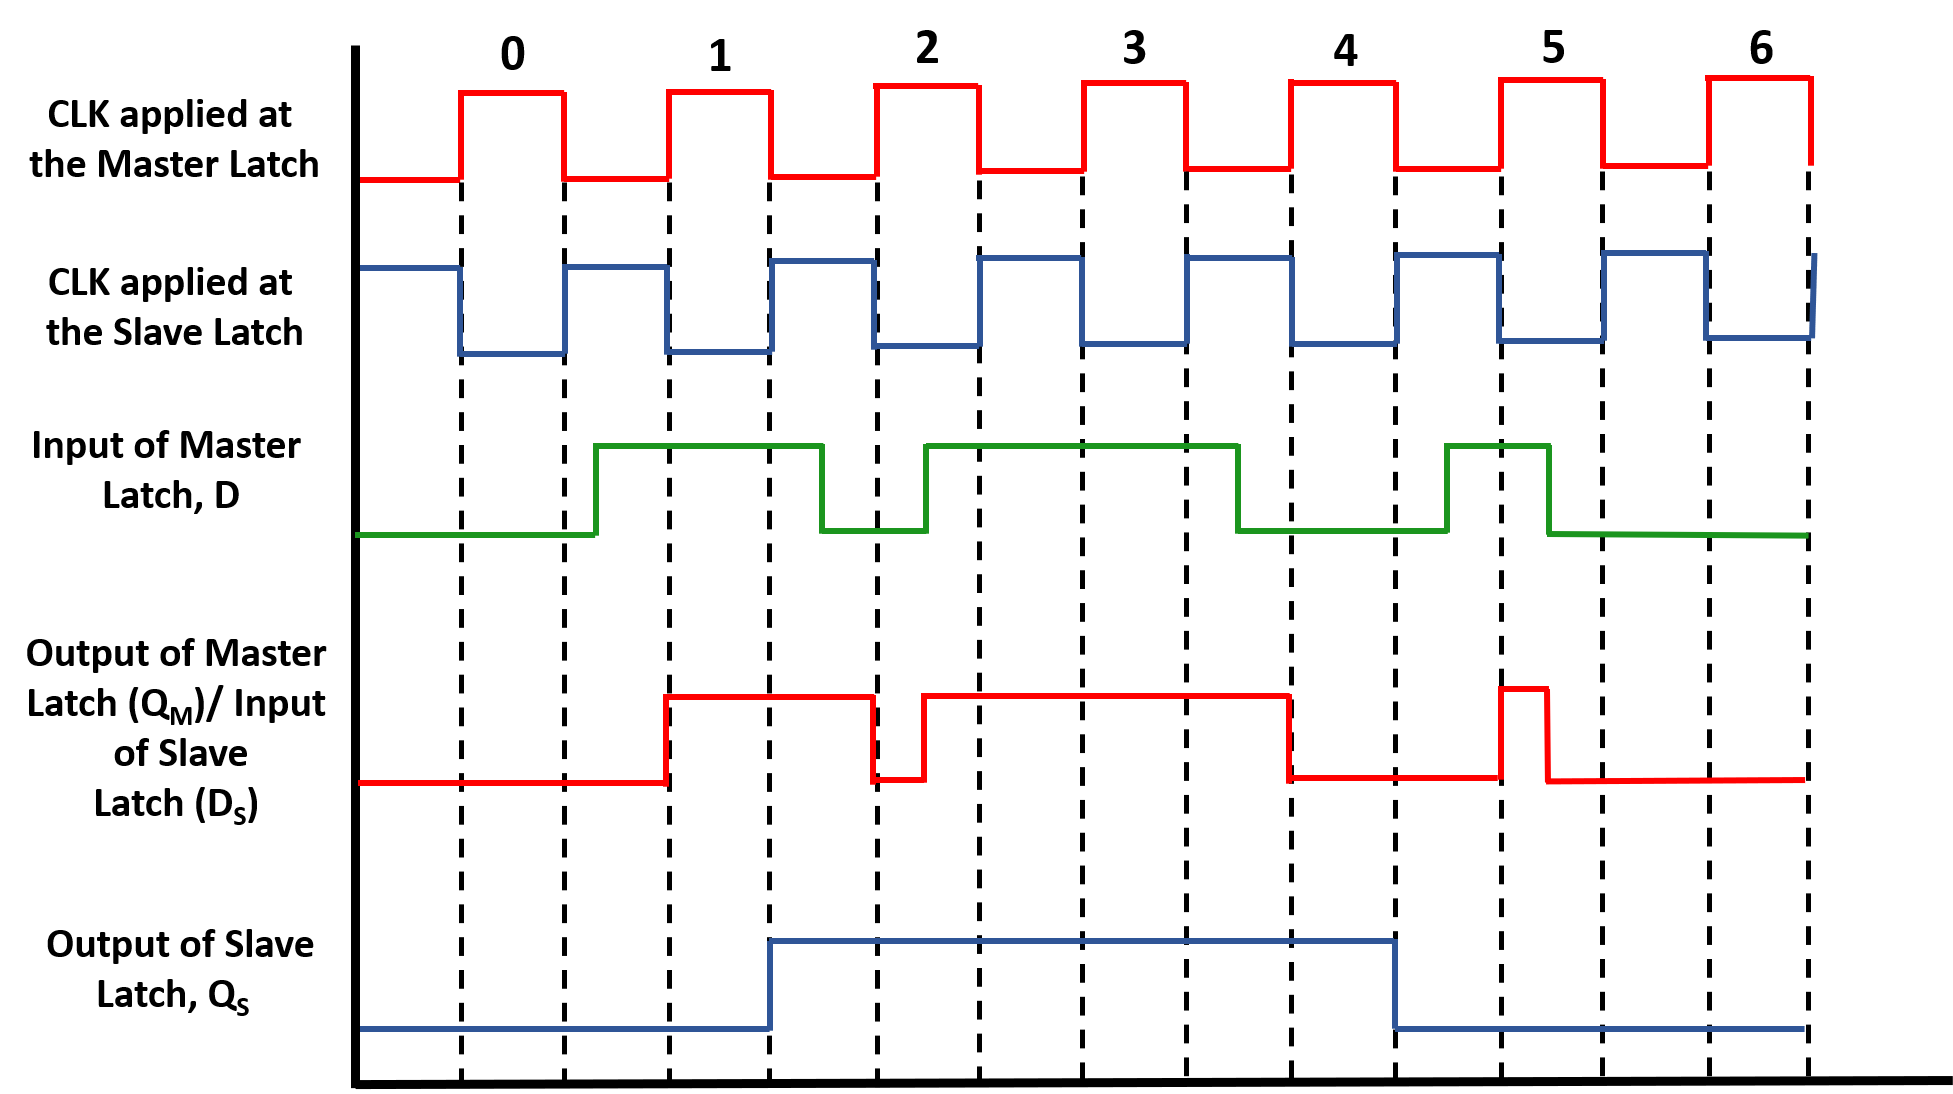 0 1 2 3 4 5 6
CLK applied at
the Master Latch
CLK applied at
the Slave Latch
Input of Master
Latch, D
Output of Master
Latch (QM)/ Input
of Slave
Latch (DS)
Output of Slave
Latch, QS